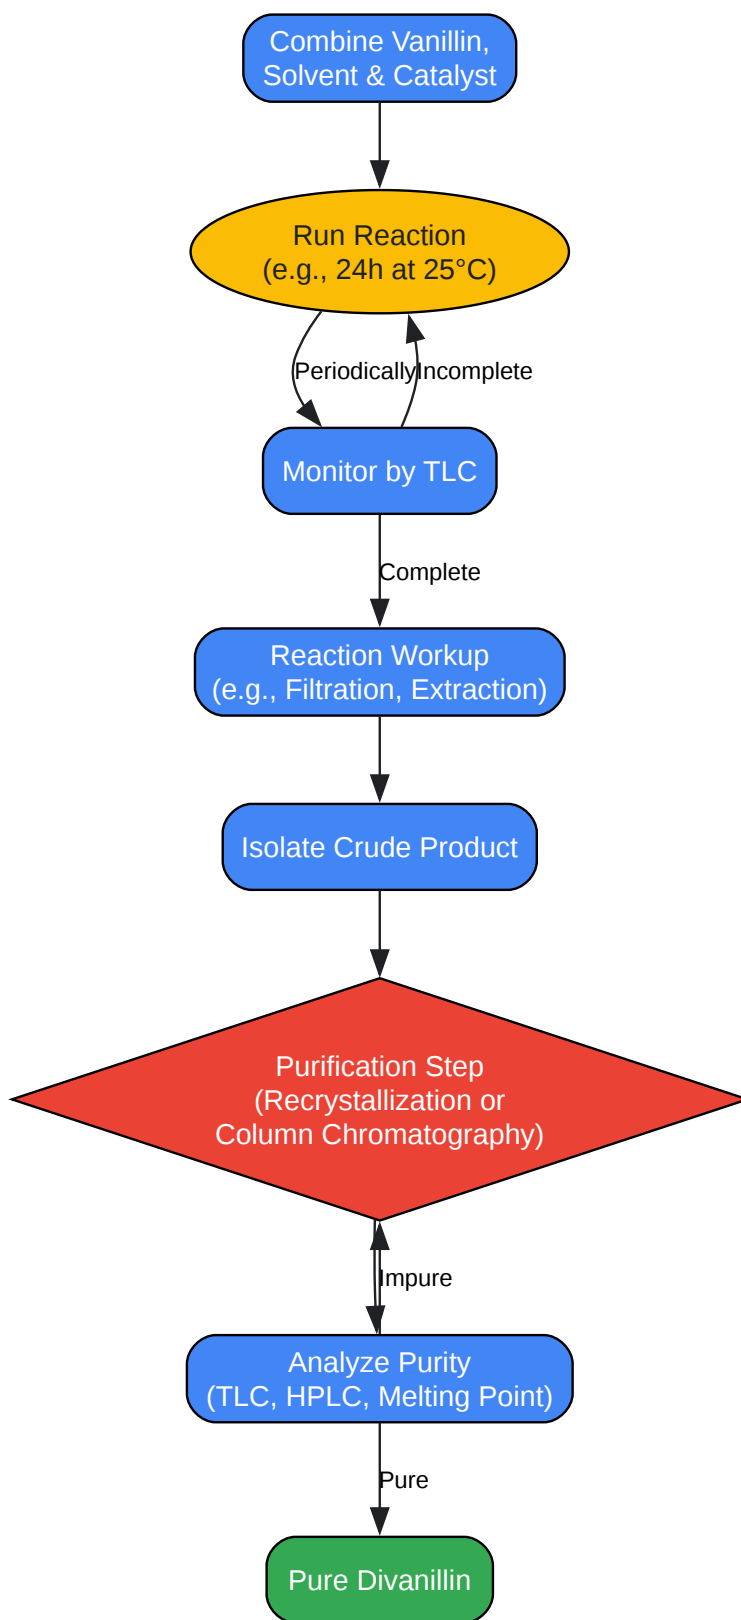 Combine Vanillin,
Solvent & Catalyst
Run Reaction
(e.g., 24h at 25°C)
Periodically
Incomplete
Monitor by TLC
Complete
Reaction Workup
(e.g., Filtration, Extraction)
Isolate Crude Product
Purification Step
(Recrystallization or
Column Chromatography)
Impure
Analyze Purity
(TLC, HPLC, Melting Point)
Pure
Pure Divanillin